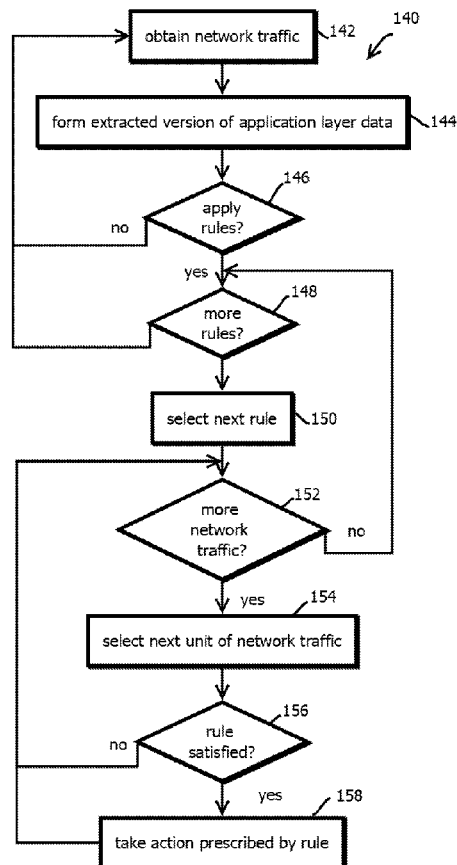 obtain network traffic
142
140
form extracted version of application layer data
144
146
apply
rules?
no
yes
148
more
rules?
select next rule
150
152
more
network
traffic?
no
yes
154
select next unit of network traffic
156
rule
satisfied?
no
yes
158
take action prescribed by rule